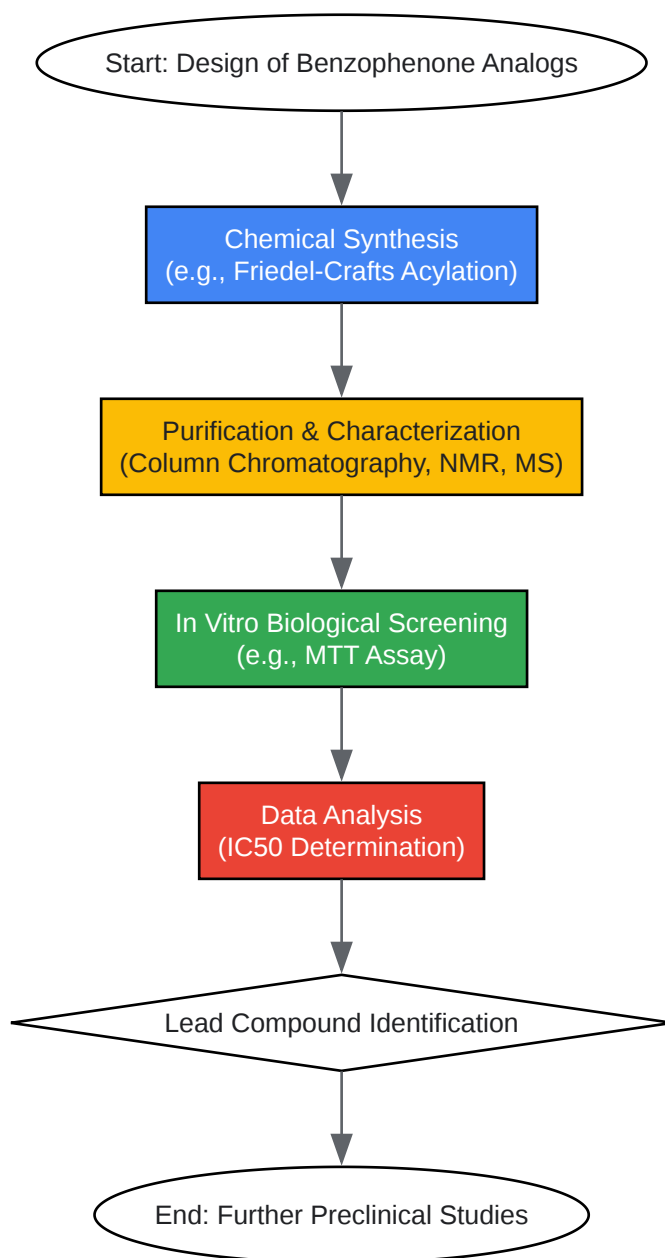 Start: Design of Benzophenone Analogs
Chemical Synthesis
(e.g., Friedel-Crafts Acylation)
Purification & Characterization
(Column Chromatography, NMR, MS)
In Vitro Biological Screening
(e.g., MTT Assay)
Data Analysis
(IC50 Determination)
Lead Compound Identification
End: Further Preclinical Studies